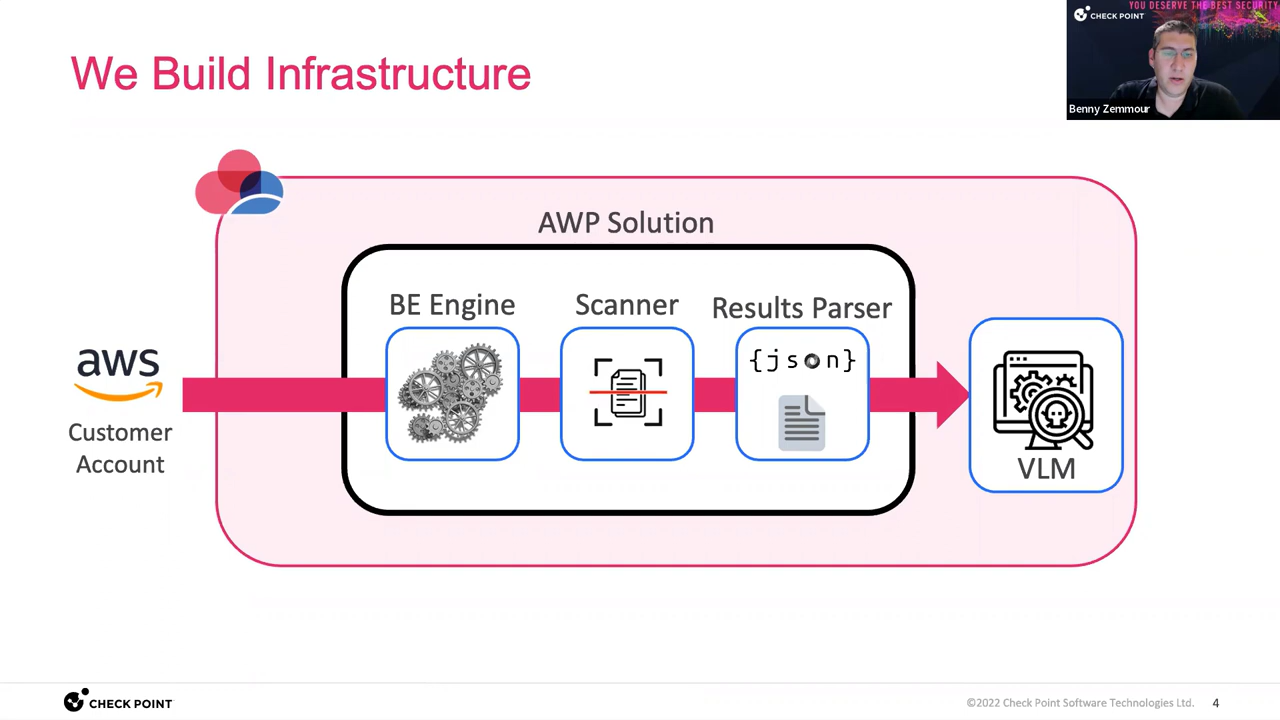 We Build Infrastructure
YOU DESERVE THE BEST SECURITY
CHECK POINT
Benny Zemmour
AWP Solution
BE Engine
Scanner
Results Parser
{json}
aws
Customer
Account
VLM
CHECK POINT
©2022 Check Point Software Technologies Ltd.
4